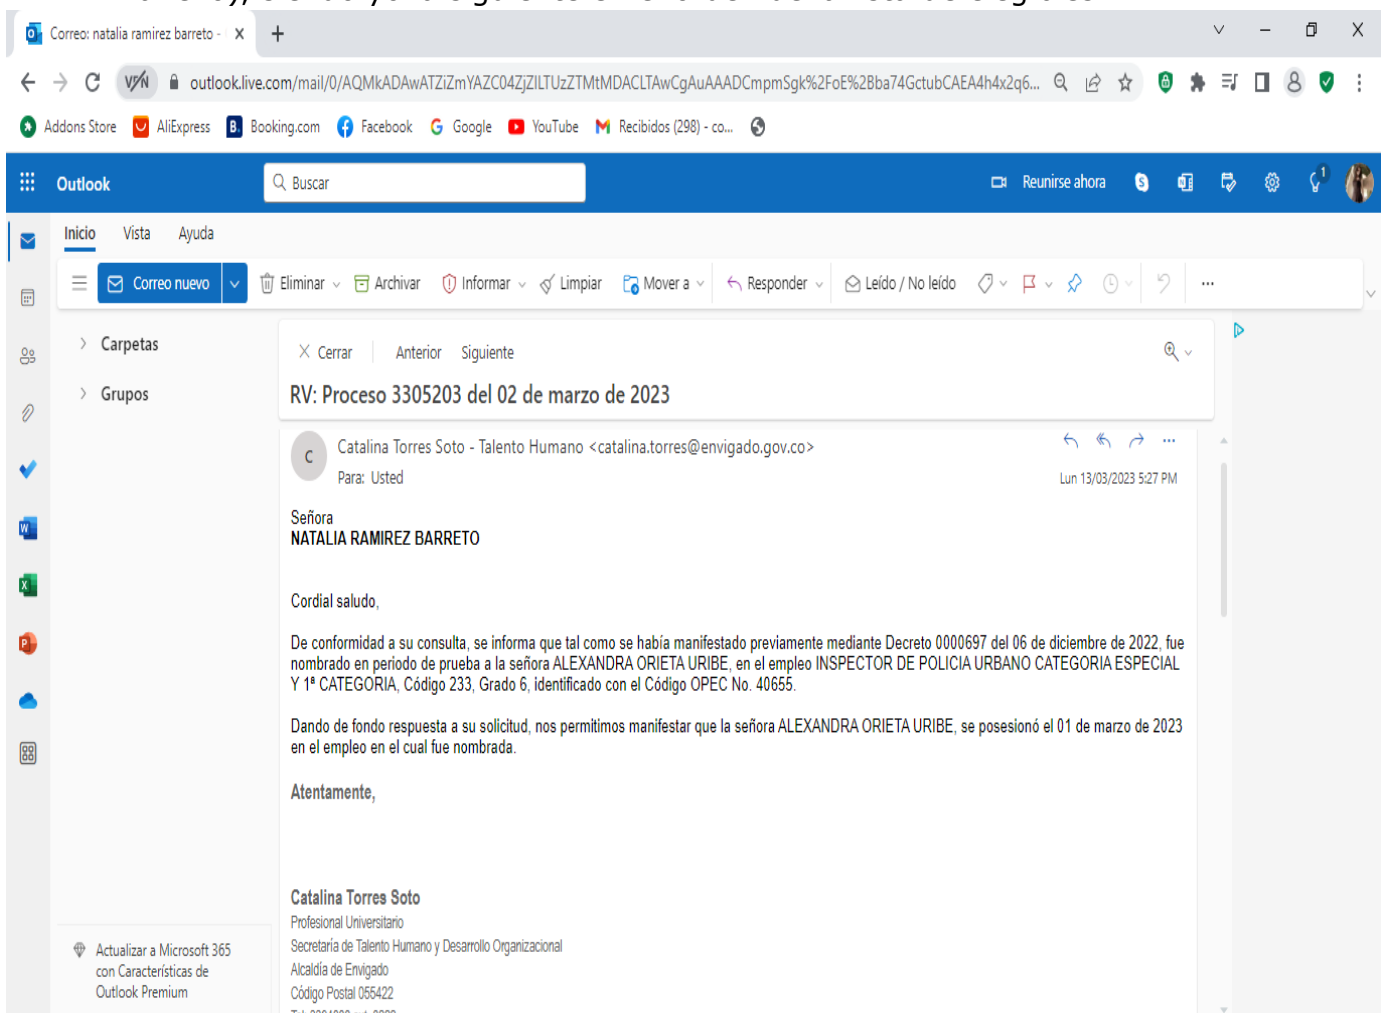 Correo: natalia ramirez barreto -
outlook.live.com/mail/0/AQMkADAwATZiZmYAZC04ZjZlLTUzZTMtMDACLTAwCgAuAAADCmpmSgk%2FoE%2Bba74GctubCAEA4h4x2q6...
Addons Store AliExpress Booking.com Facebook Google YouTube Recibidos (298) - co...
Outlook Buscar Reunirse ahora
Inicio Vista Ayuda
Correo nuevo Eliminar Archivar Informar Limpiar Mover a Responder Leído / No leído
Carpetas
Grupos
Cerrar Anterior Siguiente
RV: Proceso 3305203 del 02 de marzo de 2023
C
Catalina Torres Soto - Talento Humano <catalina.torres@envigado.gov.co>
Para: Usted
Lun 13/03/2023 5:27 PM
Señora
NATALIA RAMIREZ BARRETO
Cordial saludo,
De conformidad a su consulta, se informa que tal como se había manifestado previamente mediante Decreto 0000697 del 06 de diciembre de 2022, fue
nombrado en periodo de prueba a la señora ALEXANDRA ORIETA URIBE, en el empleo INSPECTOR DE POLICIA URBANO CATEGORIA ESPECIAL
Y 1ª CATEGORIA, Código 233, Grado 6, identificado con el Código OPEC No. 40655.
Dando de fondo respuesta a su solicitud, nos permitimos manifestar que la señora ALEXANDRA ORIETA URIBE, se posesionó el 01 de marzo de 2023
en el empleo en el cual fue nombrada.
Atentamente,
Catalina Torres Soto
Profesional Universitario
Secretaría de Talento Humano y Desarrollo Organizacional
Alcaldía de Envigado
Código Postal 055422
Actualizar a Microsoft 365
con Características de
Outlook Premium